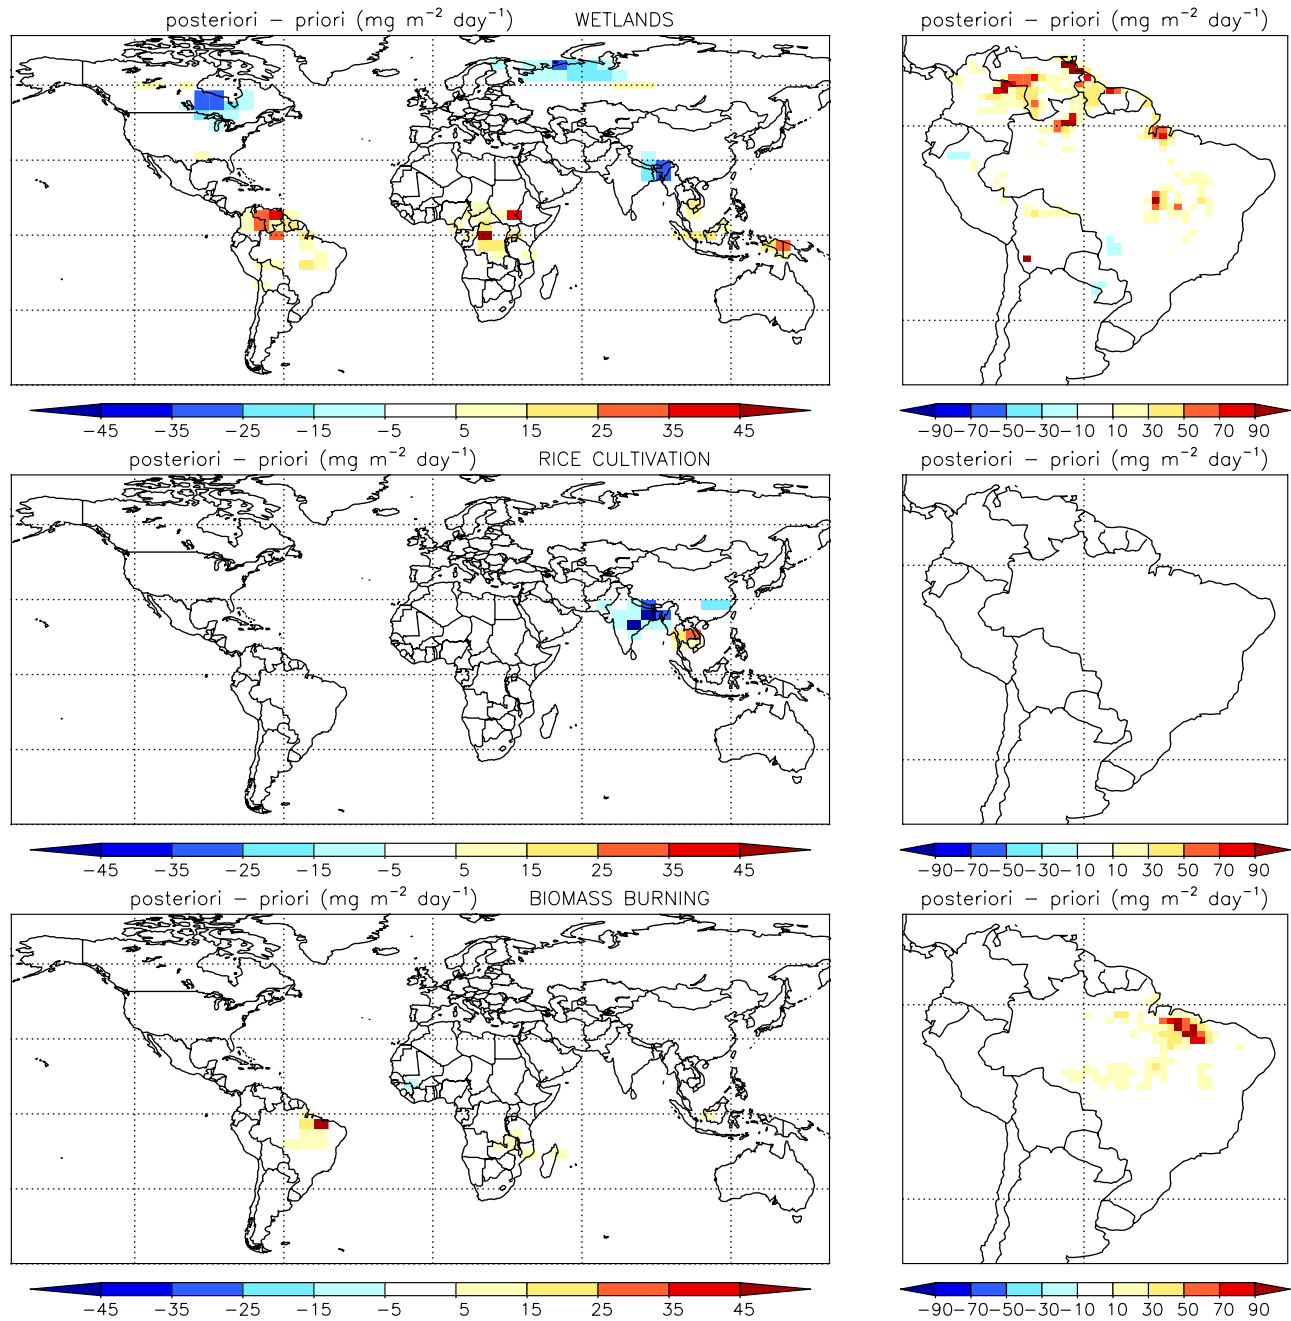 posteriori − priori (mg m−2 day−1) WETLANDS
posteriori − priori (mg m−2 day−1)
−45 −35 −25 −15 −5 5 15 25 35 45
−90 −70 −50 −30 −10 10 30 50 70 90
posteriori − priori (mg m−2 day−1) RICE CULTIVATION
posteriori − priori (mg m−2 day−1)
−45 −35 −25 −15 −5 5 15 25 35 45
−90 −70 −50 −30 −10 10 30 50 70 90
posteriori − priori (mg m−2 day−1) BIOMASS BURNING
posteriori − priori (mg m−2 day−1)
−45 −35 −25 −15 −5 5 15 25 35 45
−90 −70 −50 −30 −10 10 30 50 70 90